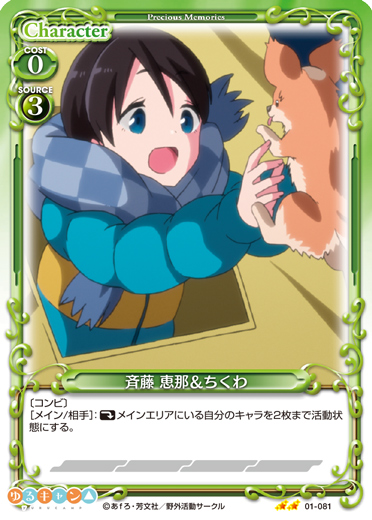 Precious Memories
Character
COST
0
SOURCE
3
斉藤 恵那&ちくわ
〔コンビ〕
[メイン/相手]：メインエリアにいる自分のキャラを2枚まで活動状
態にする。
ゆるキャン△
©あfろ・芳文社／野外活動サークル
01-081